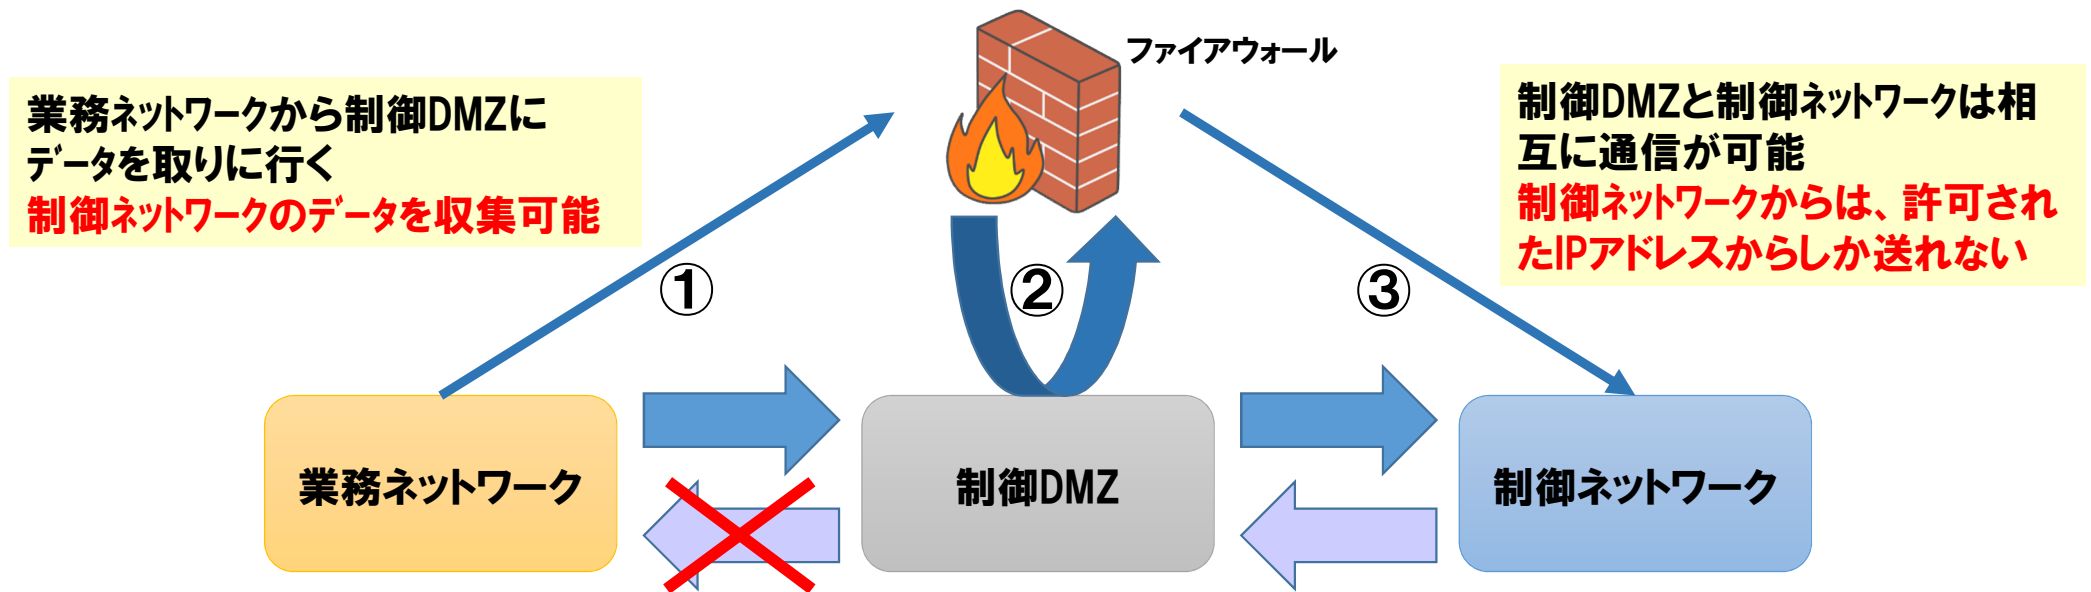 ファイアウォール
業務ネットワークから制御DMZに
データを取りに行く
制御ネットワークのデータを収集可能
制御DMZと制御ネットワークは相
互に通信が可能
制御ネットワークからは、許可され
たIPアドレスからしか送れない
①
②
③
業務ネットワーク
制御DMZ
制御ネットワーク